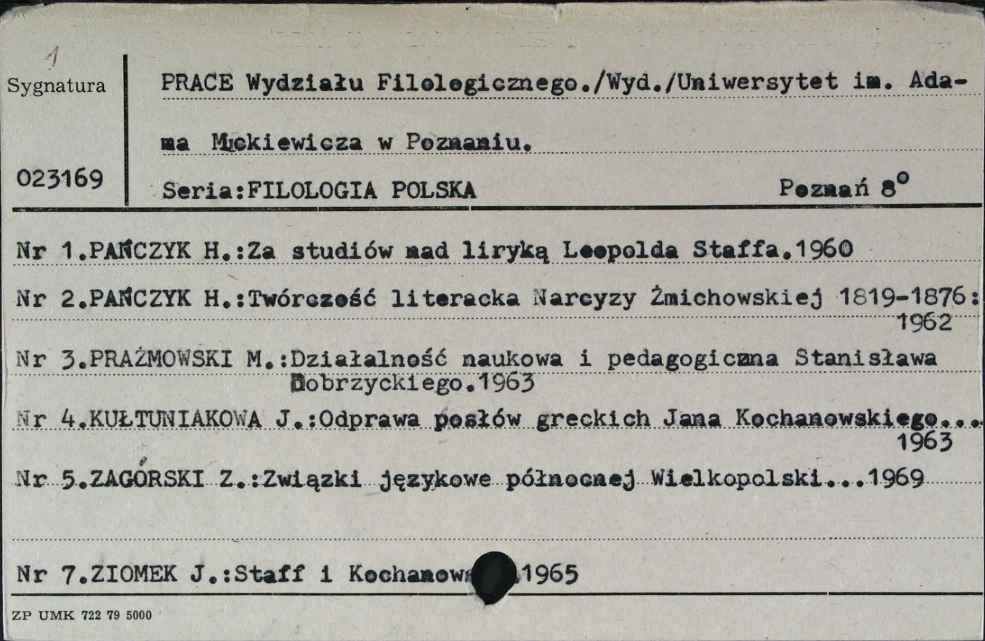 1
Sygnatura
PRACE Wydziału Filologicznego./Wyd./Uniwersytet im. Ada-
ma Mickiewicza w Poznaniu.
023169
Seria:FILOLOGIA POLSKA Poznań 8°
Nr 1.PAŃCZYK H.:Za studiów nad liryką Leopolda Staffa.1960
Nr 2.PAŃCZYK H.:Twórczość literacka Narcyzy Żmichowskiej 1819-1876:
1962
Nr 3.PRAŻMOWSKI M.:Działalność naukowa i pedagogiczna Stanisława
Dobrzyckiego.1963
Nr 4.KUŁTUNIAKOWA J.:Odprawa posłów greckich Jana Kochanowskiego...
1963
Nr 5.ZAGÓRSKI Z.:Związki językowe północnej Wielkopolski...1969
Nr 7.ZIOMEK J.:Staff i 1965
ZP UMK 722 79 5000